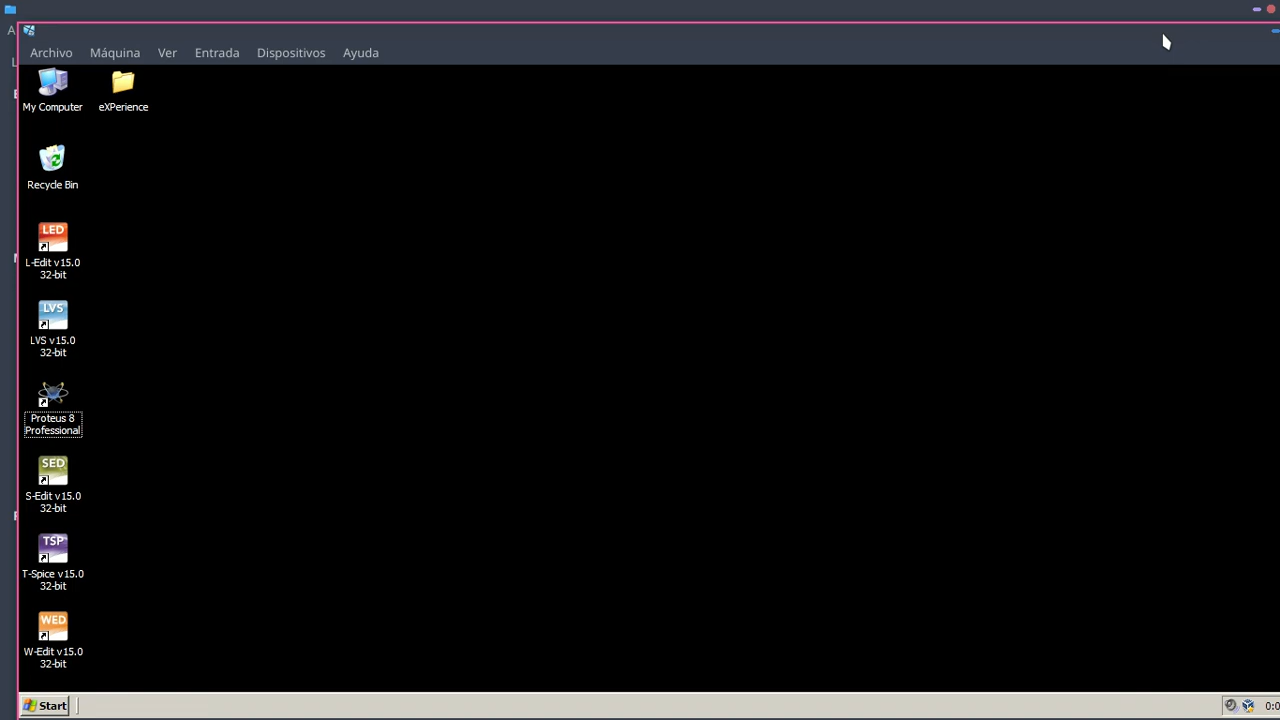 Archivo Máquina Ver Entrada Dispositivos Ayuda
My Computer
eXPerience
Recycle Bin
LED
L-Edit v15.0
32-bit
LVS
LVS v15.0
32-bit
Proteus 8
Professional
SED
S-Edit v15.0
32-bit
TSP
T-Spice v15.0
32-bit
WED
W-Edit v15.0
32-bit
Start